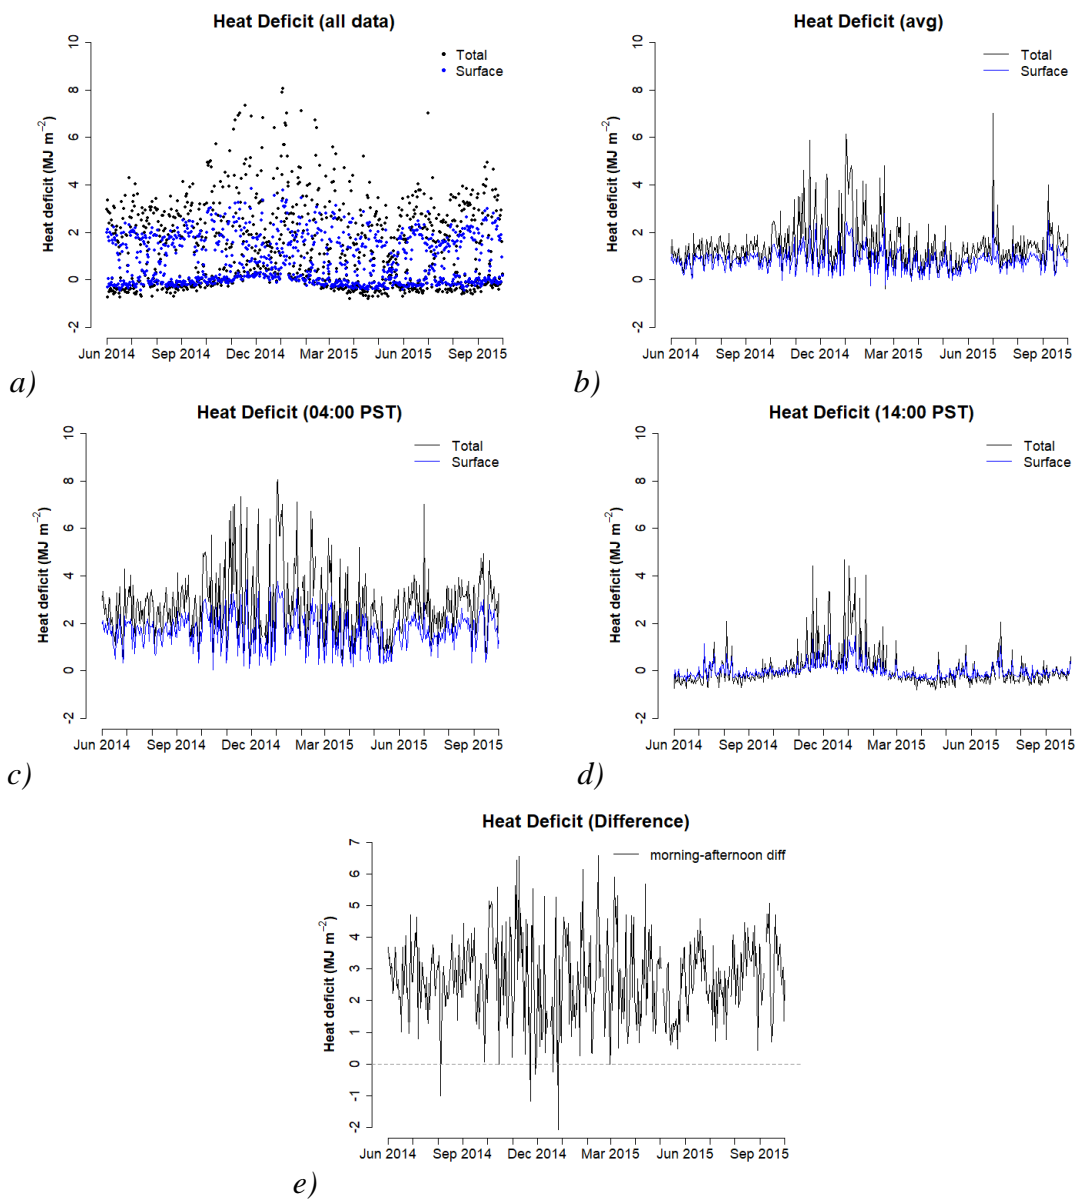 Heat Deficit (all data)
Heat deficit (MJ m−2)
10
8
6
4
2
0
-2
Total
Surface
Jun 2014 Sep 2014 Dec 2014 Mar 2015 Jun 2015 Sep 2015
a)
Heat Deficit (avg)
Heat deficit (MJ m−2)
10
8
6
4
2
0
-2
Total
Surface
Jun 2014 Sep 2014 Dec 2014 Mar 2015 Jun 2015 Sep 2015
b)
Heat Deficit (04:00 PST)
Heat deficit (MJ m−2)
10
8
6
4
2
0
-2
Total
Surface
Jun 2014 Sep 2014 Dec 2014 Mar 2015 Jun 2015 Sep 2015
c)
Heat Deficit (14:00 PST)
Heat deficit (MJ m−2)
10
8
6
4
2
0
-2
Total
Surface
Jun 2014 Sep 2014 Dec 2014 Mar 2015 Jun 2015 Sep 2015
d)
Heat Deficit (Difference)
Heat deficit (MJ m−2)
7
6
5
4
3
2
1
0
-1
-2
morning-afternoon diff
Jun 2014 Sep 2014 Dec 2014 Mar 2015 Jun 2015 Sep 2015
e)